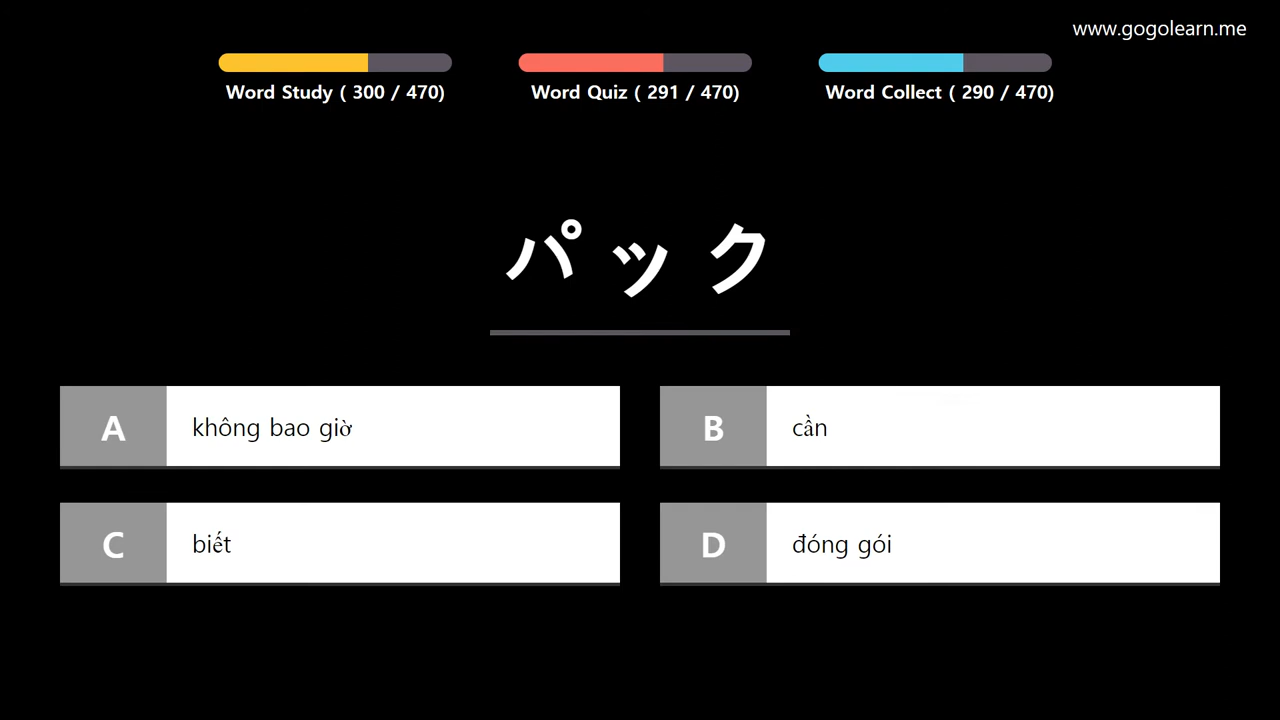 www.gogolearn.me
Word Study ( 300 / 470)
Word Quiz ( 291 / 470)
Word Collect ( 290 / 470)
パック
A
không bao giờ
B
cần
C
biết
D
đóng gói